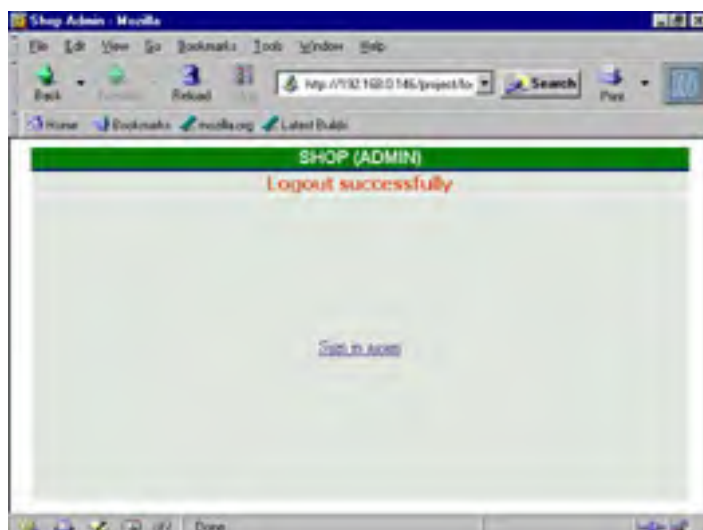 Shop Admin - Mozilla
File Edit View Go Bookmarks Tools Window Help
Back Reload Search Print
Home Bookmarks mozilla.org Latest Builds
SHOP (ADMIN)
Logout successfully
Sign in again
Done